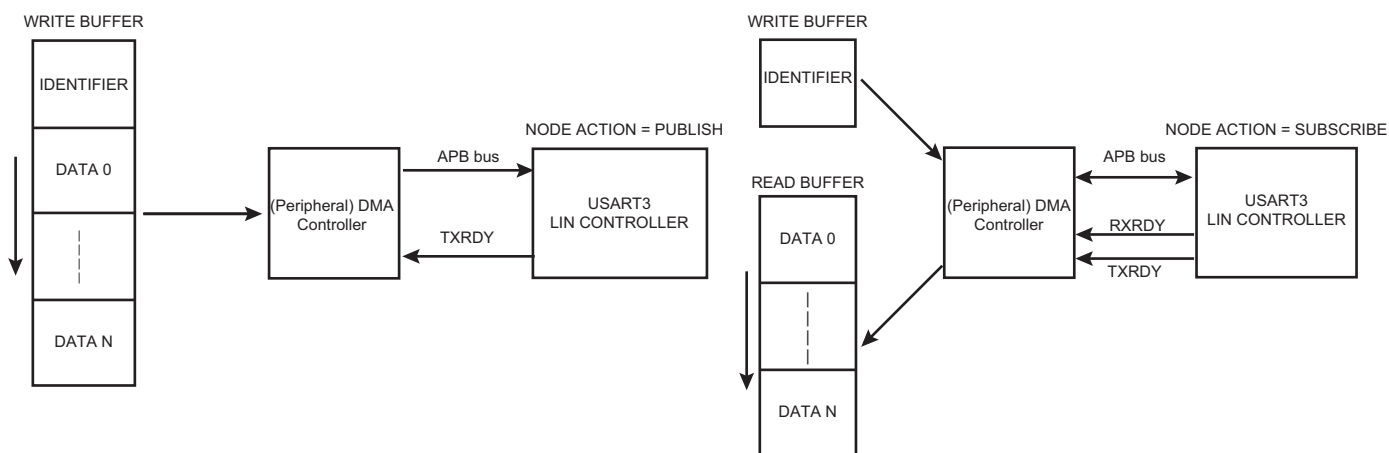 WRITE BUFFER
IDENTIFIER
DATA 0
DATA N
(Peripheral) DMA
Controller
APB bus
TXRDY
NODE ACTION = PUBLISH
USART3
LIN CONTROLLER
WRITE BUFFER
IDENTIFIER
READ BUFFER
DATA 0
DATA N
(Peripheral) DMA
Controller
APB bus
RXRDY
TXRDY
NODE ACTION = SUBSCRIBE
USART3
LIN CONTROLLER